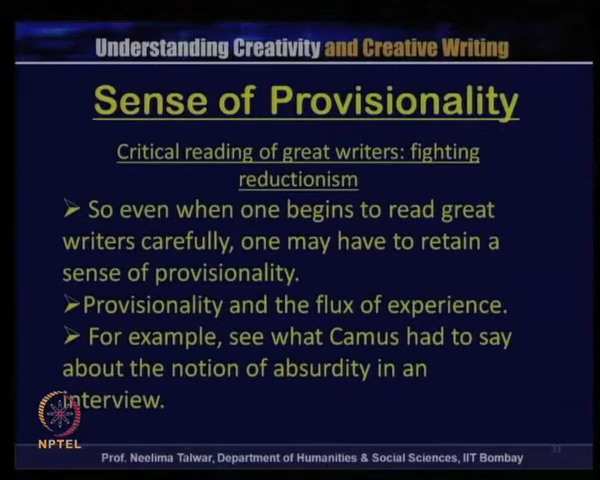 Understanding Creativity and Creative Writing
Sense of Provisionality
Critical reading of great writers: fighting
reductionism
➢ So even when one begins to read great
writers carefully, one may have to retain a
sense of provisionality.
➢Provisionality and the flux of experience.
➢ For example, see what Camus had to say
about the notion of absurdity in an
interview.
NPTEL
33
Prof. Neelima Talwar, Department of Humanities & Social Sciences, IIT Bombay